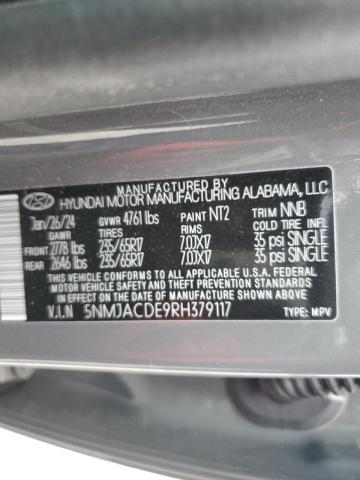 MANUFACTURED BY
HYUNDAI MOTOR MANUFACTURING ALABAMA, LLC
Jan/26/24 GVWR 4761 lbs PAINT NT2 TRIM NNB
GAWR TIRES RIMS COLD TIRE INFL
FRONT 2778 lbs 235/65R17 7.0JX17 35 psi SINGLE
REAR 2646 lbs 235/65R17 7.0JX17 35 psi SINGLE
THIS VEHICLE CONFORMS TO ALL APPLICABLE U.S. FEDERAL MOTOR
VEHICLE SAFETY AND THEFT PREVENTION STANDARDS IN
EFFECT ON THE DATE OF MANUFACTURE SHOWN ABOVE.
V.I.N 5NMJACDE9RH379117 TYPE: MPV